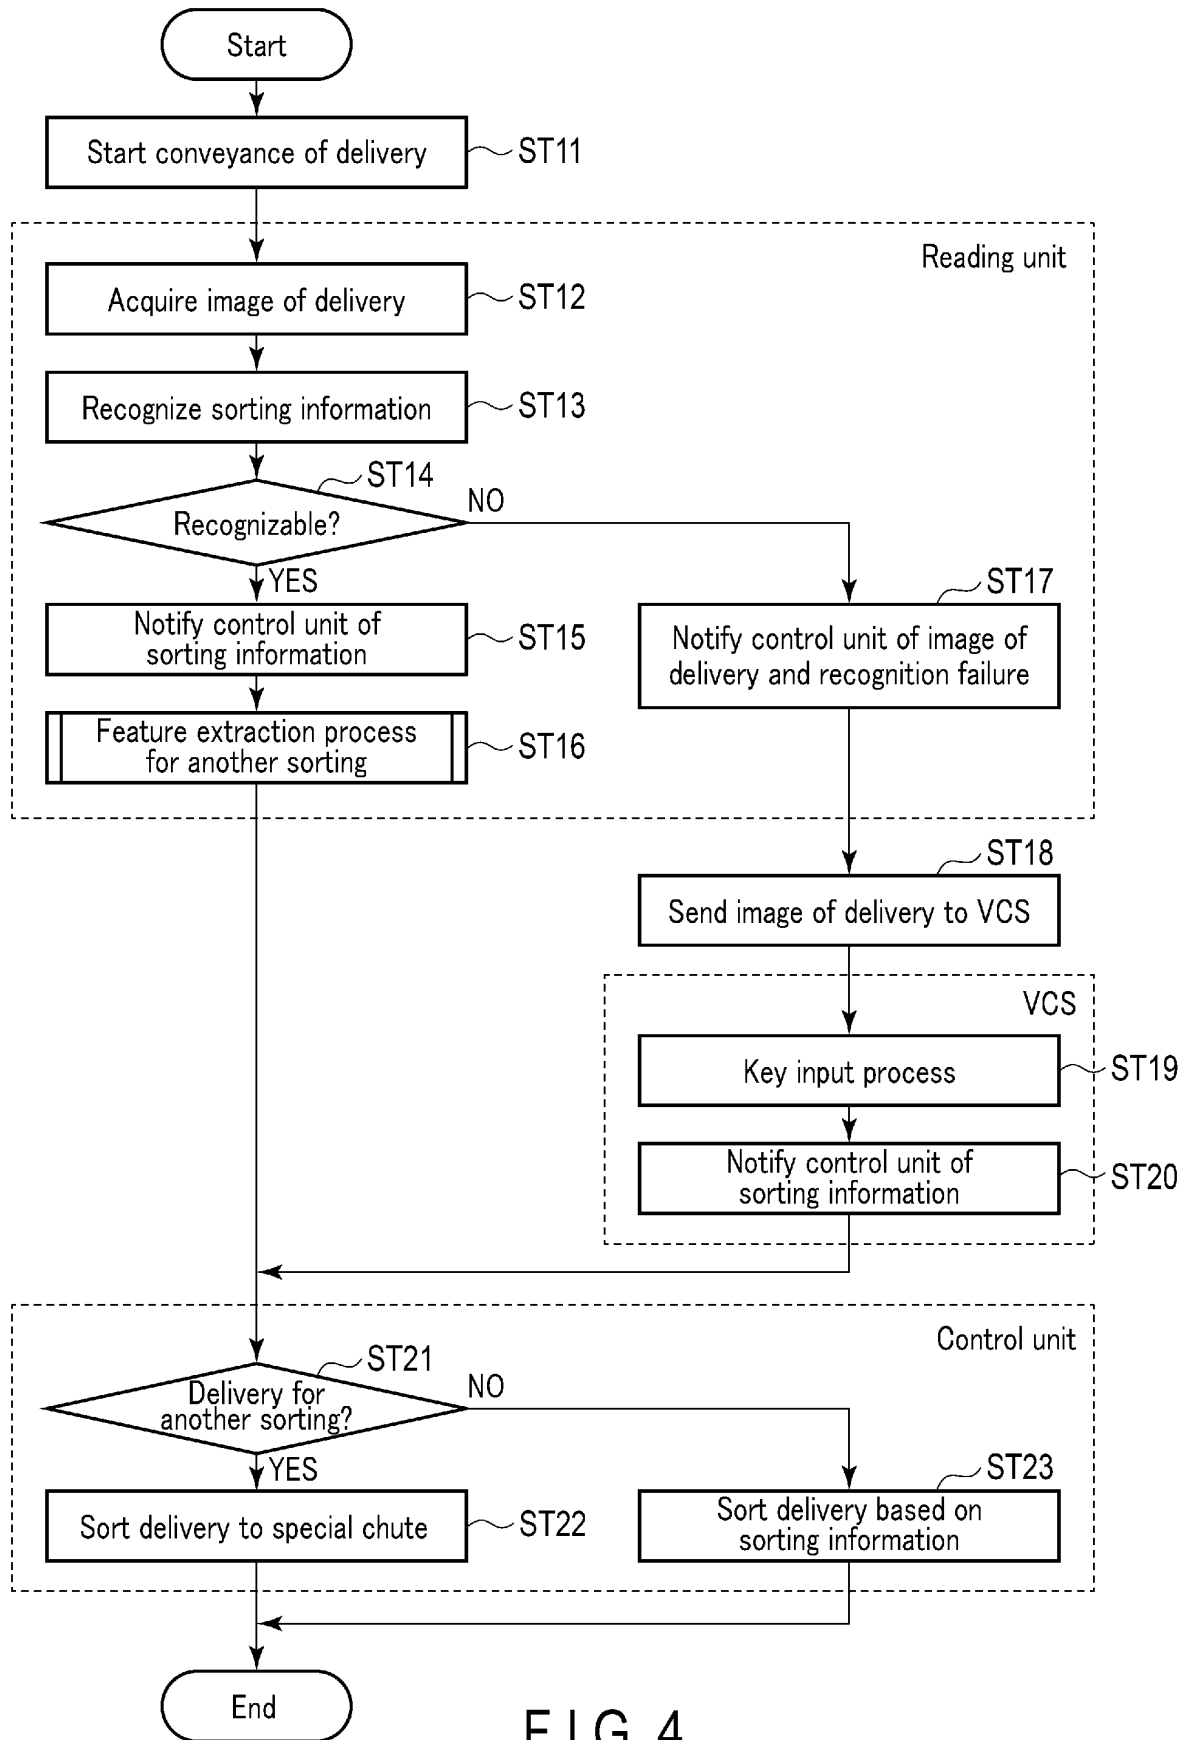 Start
Start conveyance of delivery
ST11
Reading unit
Acquire image of delivery
ST12
Recognize sorting information
ST13
ST14
Recognizable?
NO
YES
Notify control unit of
sorting information
ST15
ST17
Notify control unit of image of
delivery and recognition failure
Feature extraction process
for another sorting
ST16
ST18
Send image of delivery to VCS
VCS
Key input process
ST19
Notify control unit of
sorting information
ST20
Control unit
ST21
Delivery for
another sorting?
NO
YES
Sort delivery to special chute
ST22
ST23
Sort delivery based on
sorting information
End
FIG. 4